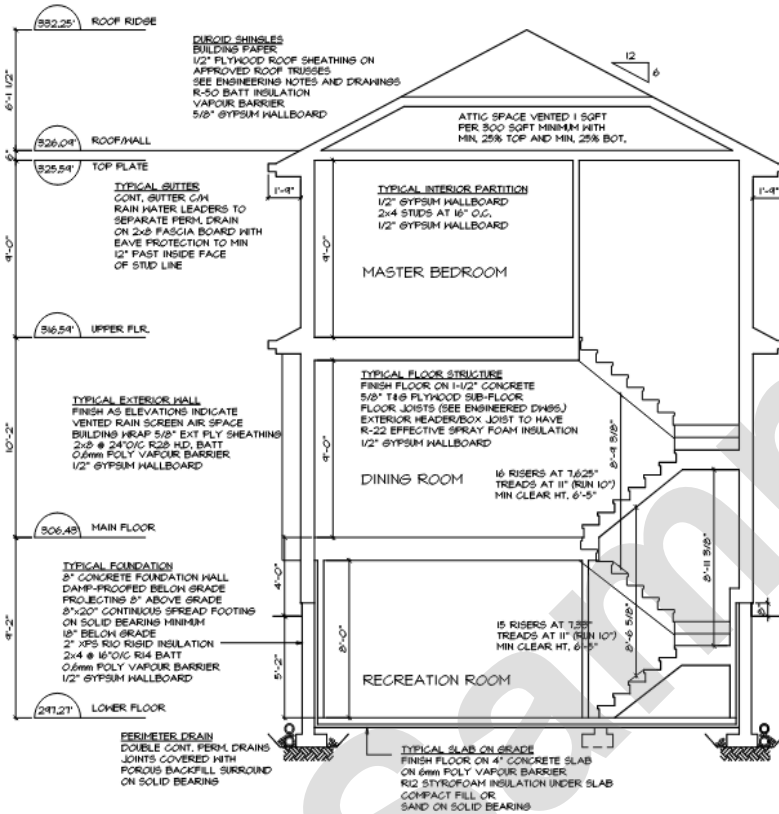 332.25' ROOF RIDGE
DUROID SHINGLES
BUILDING PAPER
1/2" PLYWOOD ROOF SHEATHING ON
APPROVED ROOF TRUSSES
SEE ENGINEERING NOTES AND DRAWINGS
R-50 BATT INSULATION
VAPOUR BARRIER
5/8" GYPSUM WALLBOARD
12
6
6'-1 1/2"
ATTIC SPACE VENTED 1 SQFT
PER 300 SQFT MINIMUM WITH
MIN. 25% TOP AND MIN. 25% BOT.
326.09' ROOF/WALL
6"
325.59' TOP PLATE
1'-9"
1'-9"
TYPICAL GUTTER
CONT. GUTTER C/W
RAIN WATER LEADERS TO
SEPARATE PERM. DRAIN
ON 2x8 FASCIA BOARD WITH
EAVE PROTECTION TO MIN
12" PAST INSIDE FACE
OF STUD LINE
TYPICAL INTERIOR PARTITION
1/2" GYPSUM WALLBOARD
2x4 STUDS AT 16" O.C.
1/2" GYPSUM WALLBOARD
9'-0"
9'-0"
MASTER BEDROOM
316.59' UPPER FLR.
TYPICAL FLOOR STRUCTURE
FINISH FLOOR ON 1-1/2" CONCRETE
5/8" T&G PLYWOOD SUB-FLOOR
FLOOR JOISTS (SEE ENGINEERED DWGS.)
EXTERIOR HEADER/BOX JOIST TO HAVE
R-22 EFFECTIVE SPRAY FOAM INSULATION
1/2" GYPSUM WALLBOARD
TYPICAL EXTERIOR WALL
FINISH AS ELEVATIONS INDICATE
VENTED RAIN SCREEN AIR SPACE
BUILDING WRAP 5/8" EXT PLY SHEATHING
2x8 @ 24"O/C R28 H.D. BATT
0.6mm POLY VAPOUR BARRIER
1/2" GYPSUM WALLBOARD
10'-2"
9'-0"
8'-9 3/8"
DINING ROOM
16 RISERS AT 7.625"
TREADS AT 11" (RUN 10")
MIN CLEAR HT. 6'-5"
306.43' MAIN FLOOR
8'-11 3/8"
TYPICAL FOUNDATION
8" CONCRETE FOUNDATION WALL
DAMP-PROOFED BELOW GRADE
PROJECTING 8" ABOVE GRADE
8"x20" CONTINUOUS SPREAD FOOTING
ON SOLID BEARING MINIMUM
18" BELOW GRADE
2" XPS R10 RIGID INSULATION
2x4 @ 16"O/C R14 BATT
0.6mm POLY VAPOUR BARRIER
1/2" GYPSUM WALLBOARD
4'-0"
9'-2"
8'-0"
5'-2"
15 RISERS AT 7.33"
TREADS AT 11" (RUN 10")
MIN CLEAR HT. 6'-5"
8'-6 5/8"
8"
RECREATION ROOM
297.27' LOWER FLOOR
PERIMETER DRAIN
DOUBLE CONT. PERM. DRAINS
JOINTS COVERED WITH
POROUS BACKFILL SURROUND
ON SOLID BEARING
TYPICAL SLAB ON GRADE
FINISH FLOOR ON 4" CONCRETE SLAB
ON 6mm POLY VAPOUR BARRIER
R12 STYROFOAM INSULATION UNDER SLAB
COMPACT FILL OR
SAND ON SOLID BEARING